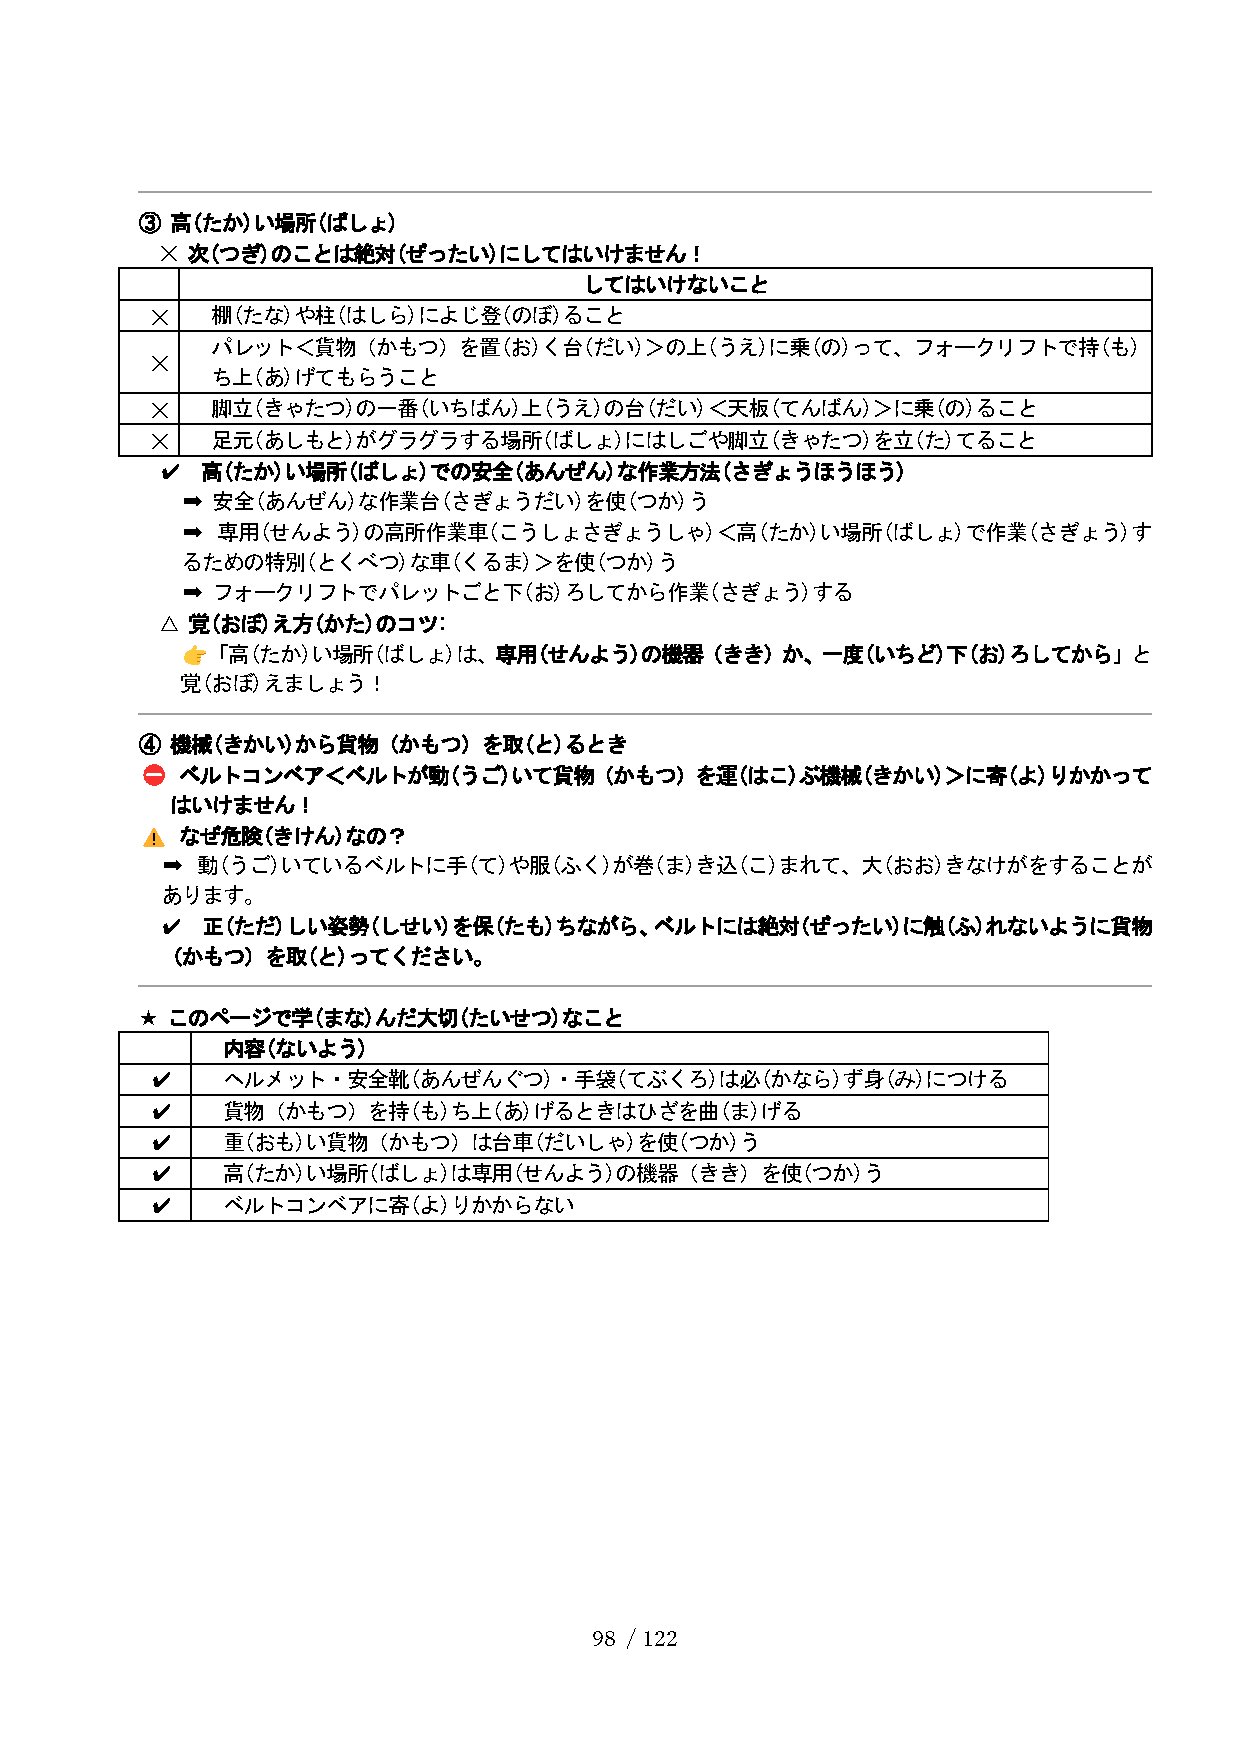 ③ 高(たか)い場所(ばしょ)
× 次(つぎ)のことは絶対(ぜったい)にしてはいけません！
してはいけないこと
× 棚(たな)や柱(はしら)によじ登(のぼ)ること
パレット＜貨物（かもつ）を置(お)く台(だい)＞の上(うえ)に乗(の)って、フォークリフトで持(も)
×
ち上(あ)げてもらうこと
× 脚立(きゃたつ)の一番(いちばん)上(うえ)の台(だい)＜天板(てんばん)＞に乗(の)ること
× 足元(あしもと)がグラグラする場所(ばしょ)にはしごや脚立(きゃたつ)を立(た)てること
✔ 高(たか)い場所(ばしょ)での安全(あんぜん)な作業方法(さぎょうほうほう)
➡ 安全(あんぜん)な作業台(さぎょうだい)を使(つか)う
➡ 専用(せんよう)の高所作業車(こうしょさぎょうしゃ)＜高(たか)い場所(ばしょ)で作業(さぎょう)す
るための特別(とくべつ)な車(くるま)＞を使(つか)う
➡ フォークリフトでパレットごと下(お)ろしてから作業(さぎょう)する
△ 覚(おぼ)え方(かた)のコツ:
👉「高(たか)い場所(ばしょ)は、専用(せんよう)の機器（きき）か、一度(いちど)下(お)ろしてから」と
覚(おぼ)えましょう！
④ 機械(きかい)から貨物（かもつ）を取(と)るとき
⛔ ベルトコンベア＜ベルトが動(うご)いて貨物（かもつ）を運(はこ)ぶ機械(きかい)＞に寄(よ)りかかって
はいけません！
⚠ なぜ危険(きけん)なの？
➡ 動(うご)いているベルトに手(て)や服(ふく)が巻(ま)き込(こ)まれて、大(おお)きなけがをすることが
あります。
✔ 正(ただ)しい姿勢(しせい)を保(たも)ちながら、ベルトには絶対(ぜったい)に触(ふ)れないように貨物
（かもつ）を取(と)ってください。
★ このページで学(まな)んだ大切(たいせつ)なこと
内容(ないよう)
✔ ヘルメット・安全靴(あんぜんぐつ)・手袋(てぶくろ)は必(かなら)ず身(み)につける
✔ 貨物（かもつ）を持(も)ち上(あ)げるときはひざを曲(ま)げる
✔ 重(おも)い貨物（かもつ）は台車(だいしゃ)を使(つか)う
✔ 高(たか)い場所(ばしょ)は専用(せんよう)の機器（きき）を使(つか)う
✔ ベルトコンベアに寄(よ)りかからない
98 / 122